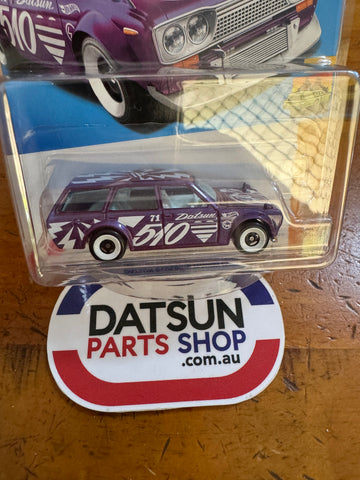 Datsun
510
71
Datsun
510
DATSUN
PARTS SHOP
.com.au